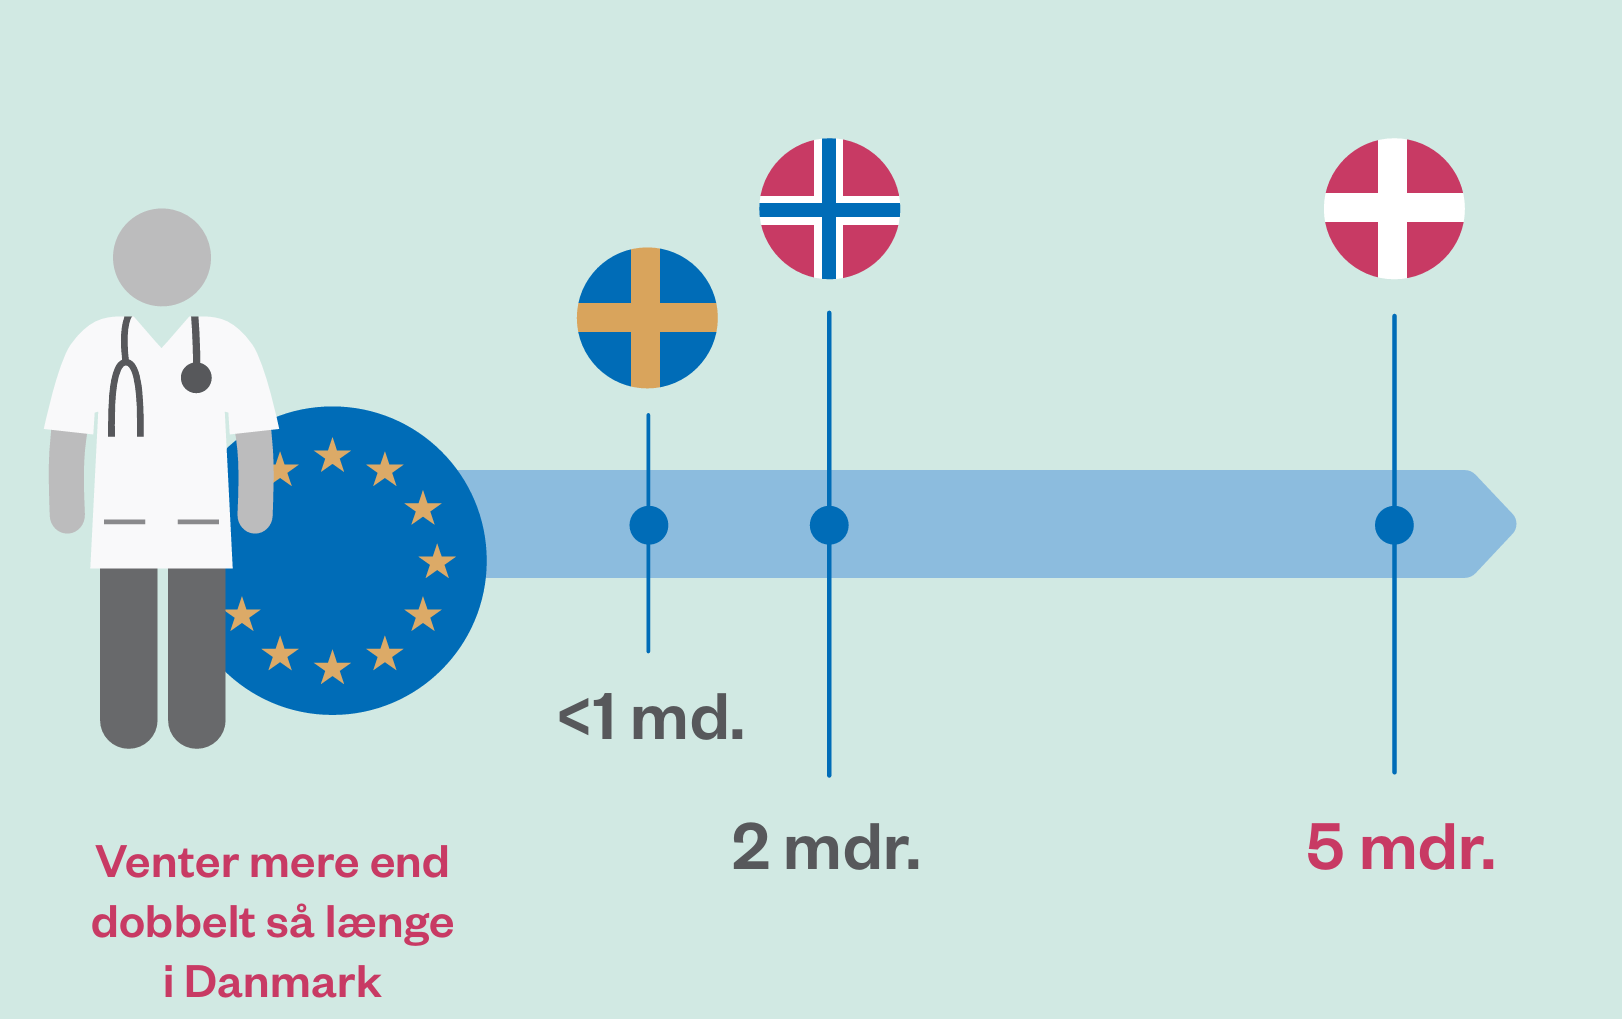 <1 md.
2 mdr.
5 mdr.
Venter mere end
dobbelt så længe
i Danmark